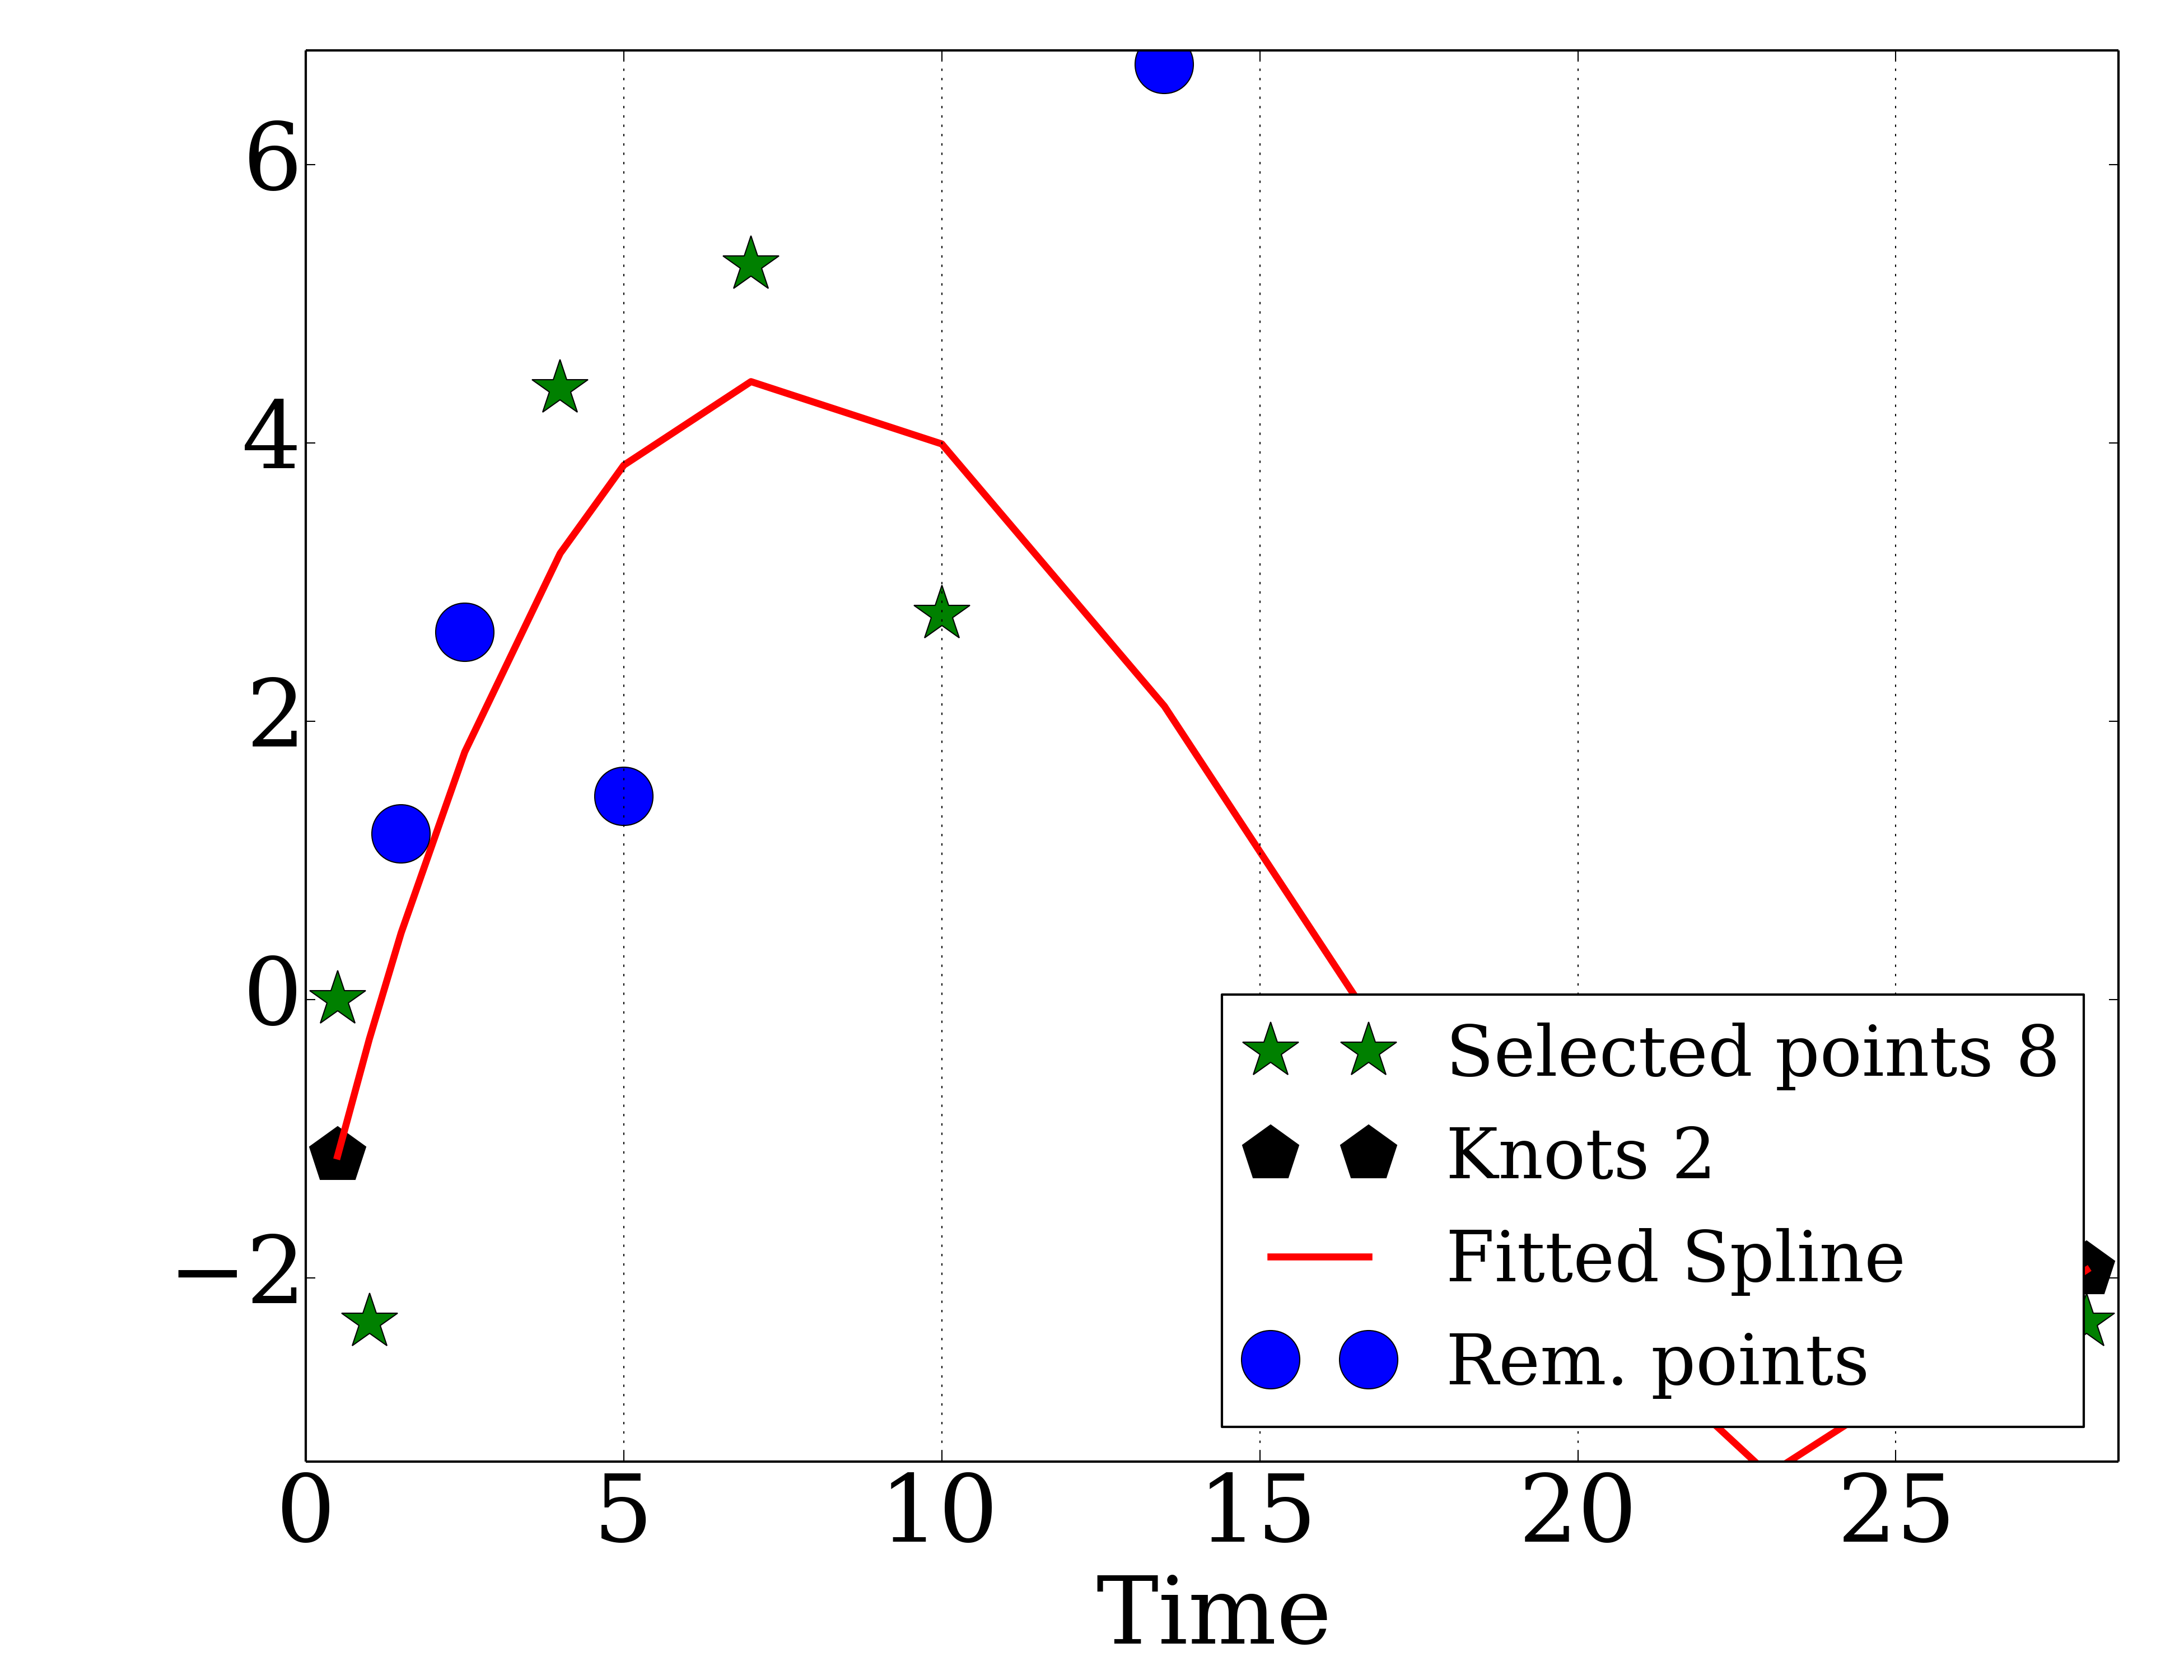 6
4
2
0
−2
Selected points 8
Knots 2
Fitted Spline
Rem. points
0 5 10 15 20 25
Time